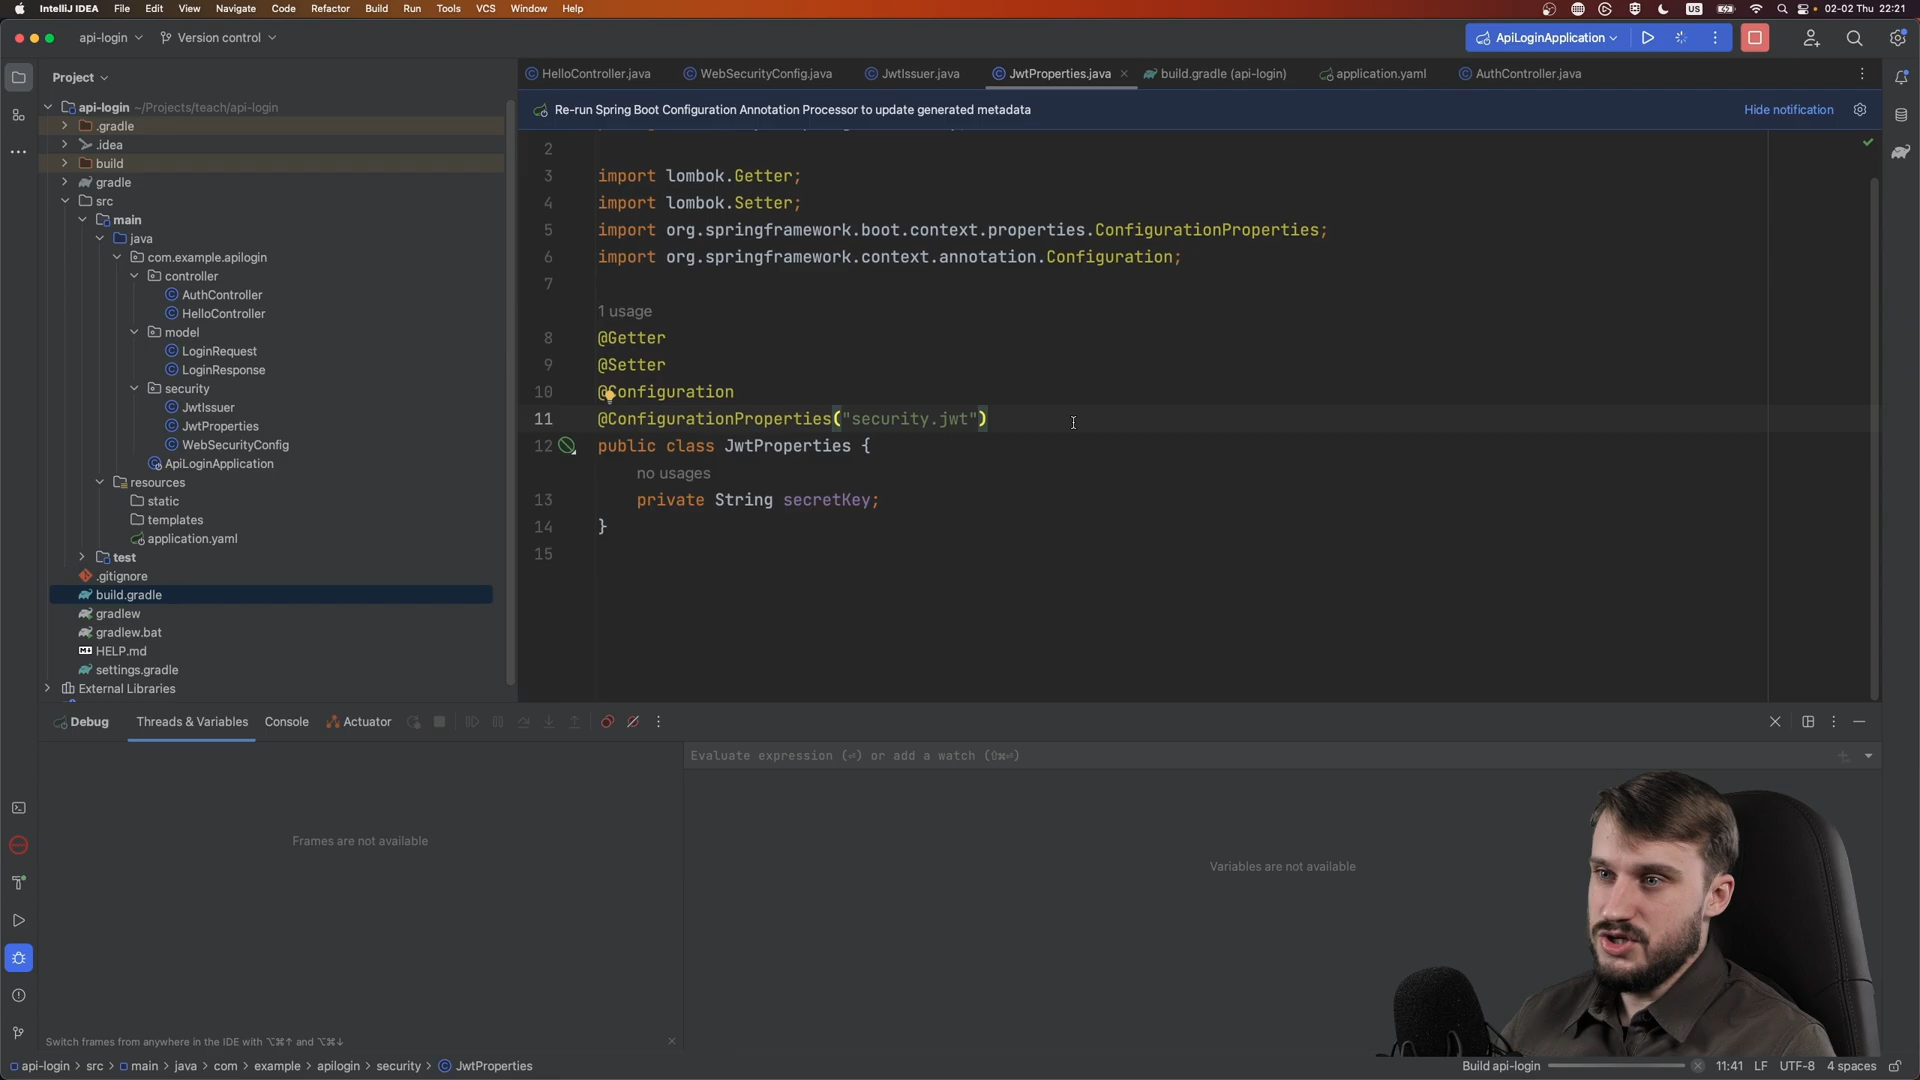 IntelliJ IDEA File Edit View Navigate Code Refactor Build Run Tools VCS Window Help
US 02-02 Thu 22:21
api-login Version control
ApiLoginApplication
Project
HelloController.java WebSecurityConfig.java JwtIssuer.java JwtProperties.java build.gradle (api-login) application.yaml AuthController.java
Re-run Spring Boot Configuration Annotation Processor to update generated metadata
Hide notification
api-login ~/Projects/teach/api-login
.gradle
.idea
build
gradle
src
main
java
com.example.apilogin
controller
AuthController
HelloController
model
LoginRequest
LoginResponse
security
JwtIssuer
JwtProperties
WebSecurityConfig
ApiLoginApplication
resources
static
templates
application.yaml
test
.gitignore
build.gradle
gradlew
gradlew.bat
HELP.md
settings.gradle
External Libraries
2
3 import lombok.Getter;
4 import lombok.Setter;
5 import org.springframework.boot.context.properties.ConfigurationProperties;
6 import org.springframework.context.annotation.Configuration;
7
1 usage
8 @Getter
9 @Setter
10 @Configuration
11 @ConfigurationProperties("security.jwt")
12 public class JwtProperties {
no usages
13 private String secretKey;
14 }
15
Debug Threads & Variables Console Actuator
Evaluate expression (⏎) or add a watch (⇧⌘⏎)
Frames are not available
Variables are not available
Switch frames from anywhere in the IDE with ⌥⌘↑ and ⌥⌘↓
api-login > src > main > java > com > example > apilogin > security > JwtProperties
Build api-login 11:41 LF UTF-8 4 spaces